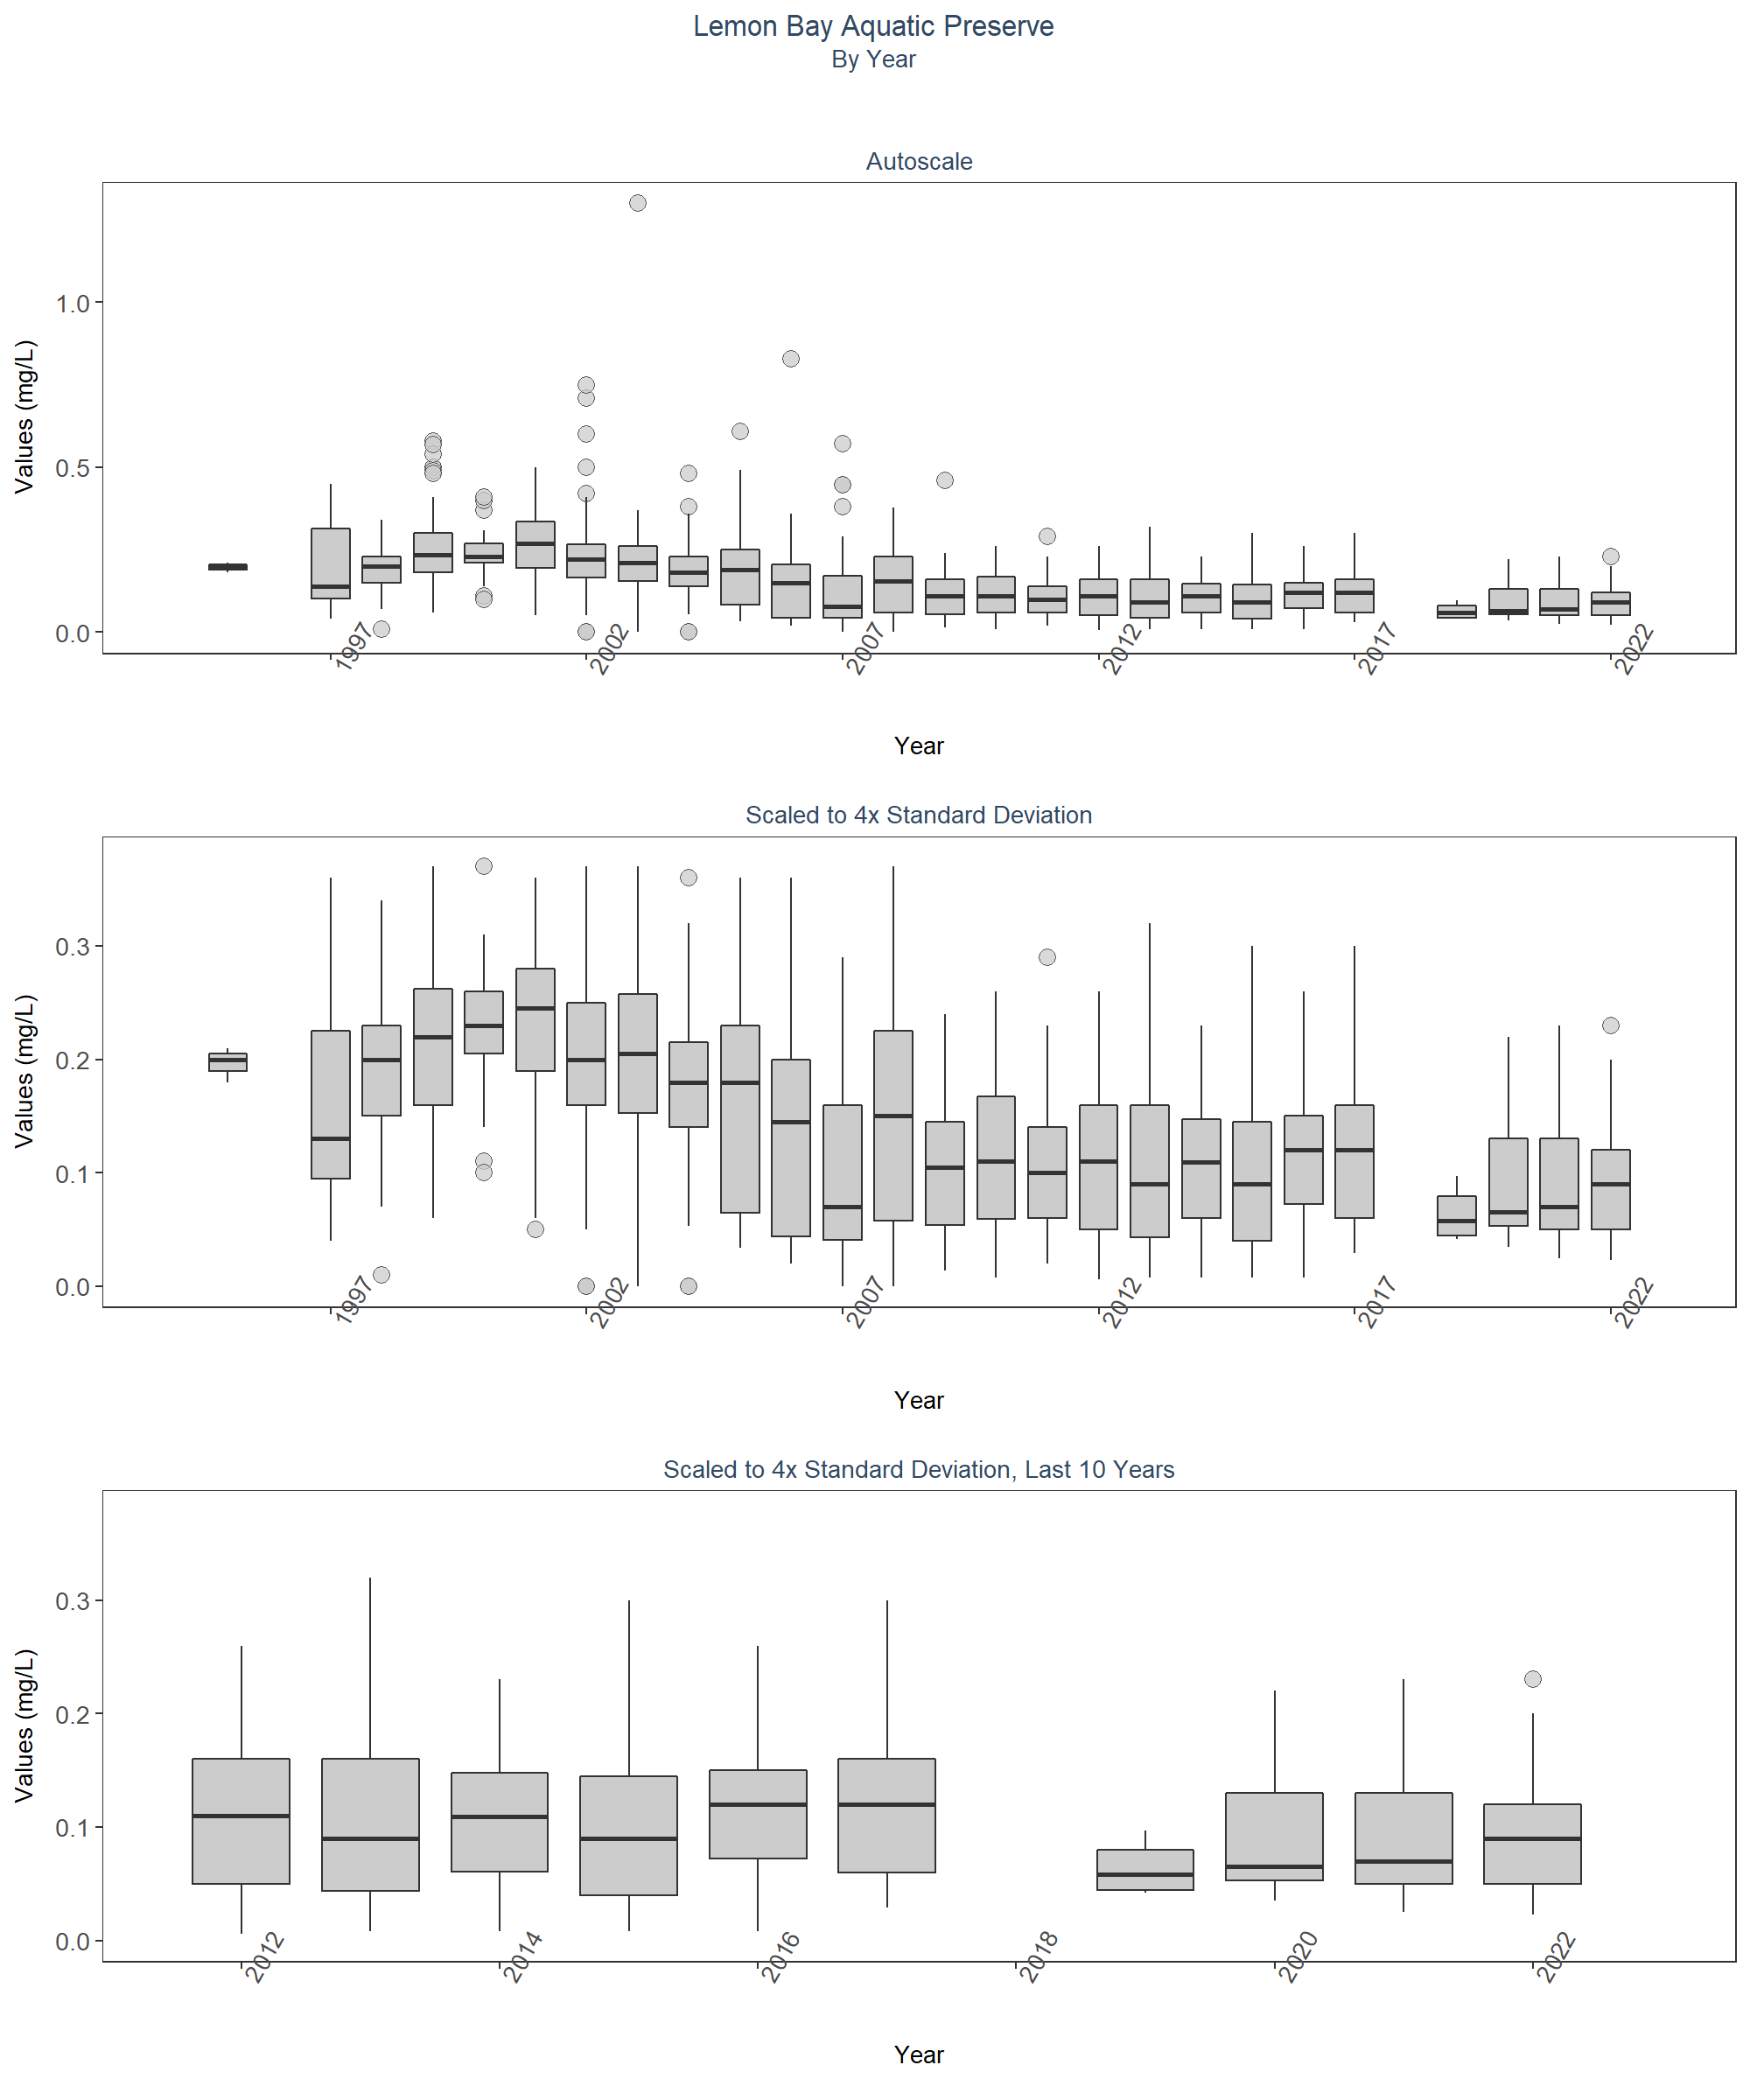 Lemon Bay Aquatic Preserve
By Year
Autoscale
Values (mg/L)
1.0
0.5
0.0
1997 2002 2007 2012 2017 2022
Year
Scaled to 4x Standard Deviation
Values (mg/L)
0.3
0.2
0.1
0.0
1997 2002 2007 2012 2017 2022
Year
Scaled to 4x Standard Deviation, Last 10 Years
Values (mg/L)
0.3
0.2
0.1
0.0
2012 2014 2016 2018 2020 2022
Year